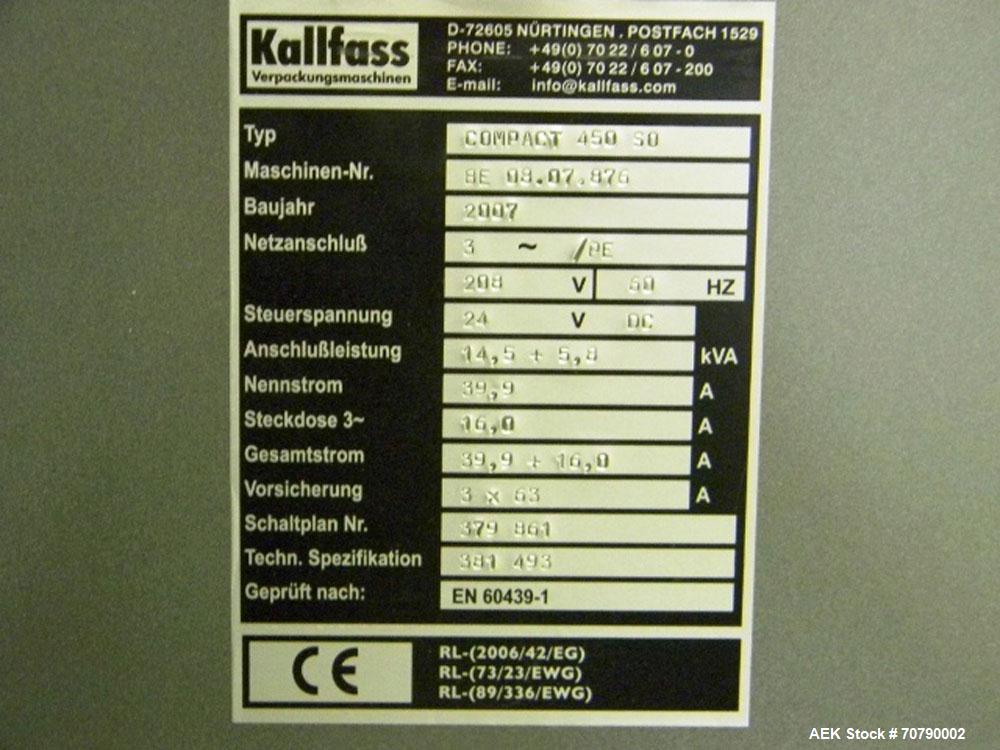 Kallfass
Verpackungsmaschinen
D-72605 NÜRTINGEN . POSTFACH 1529
PHONE: +49(0) 70 22 / 6 07 - 0
FAX: +49(0) 70 22 / 6 07 - 200
E-mail: info@kallfass.com
Typ COMPACT 450 SO
Maschinen-Nr. 08.07.876
Baujahr 2007
Netzanschluß 3 ~ /PE
208 V 60 HZ
Steuerspannung 24 V DC
Anschlußleistung 14,5 + 5,8 kVA
Nennstrom 39,9 A
Steckdose 3~ 16,0 A
Gesamtstrom 39,9 + 16,0 A
Vorsicherung 3 x 63 A
Schaltplan Nr. 379 861
Techn. Spezifikation 381 493
Geprüft nach: EN 60439-1
CE
RL-(2006/42/EG)
RL-(73/23/EWG)
RL-(89/336/EWG)
AEK Stock # 70790002